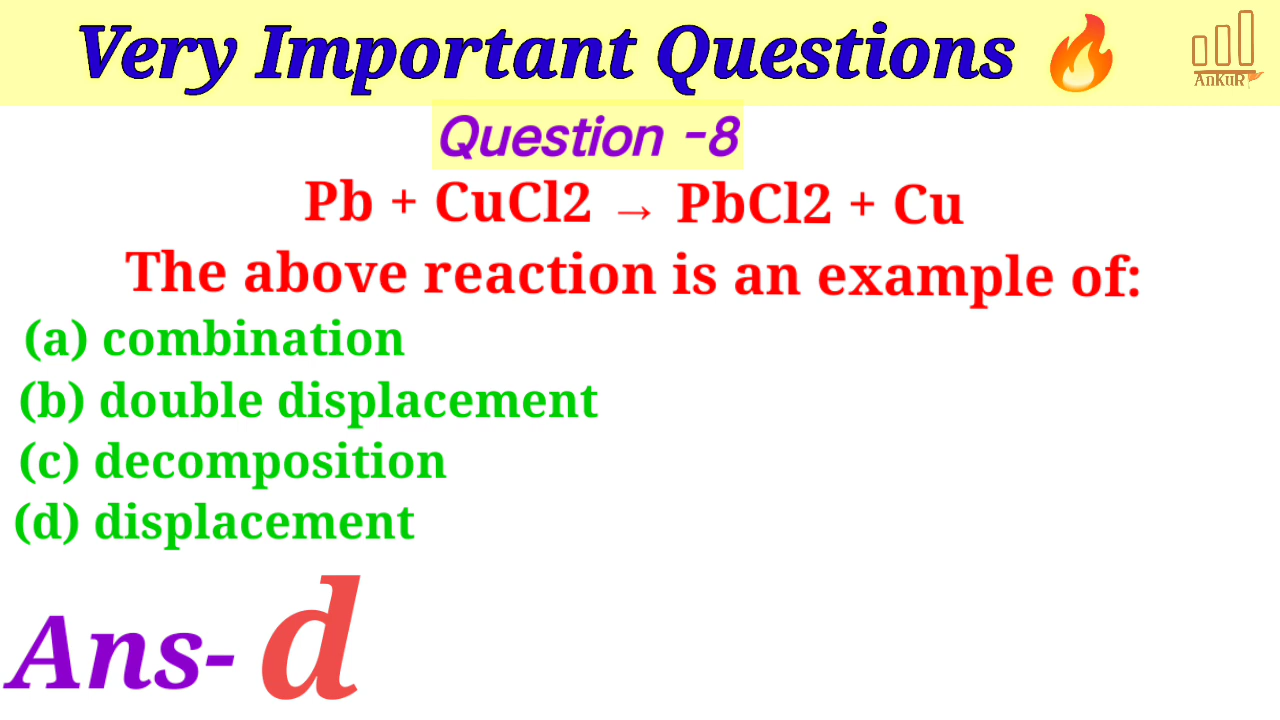 Very Important Questions 🔥
AnKuR
Question -8
Pb + CuCl2 → PbCl2 + Cu
The above reaction is an example of:
(a) combination
(b) double displacement
(c) decomposition
(d) displacement
Ans- d